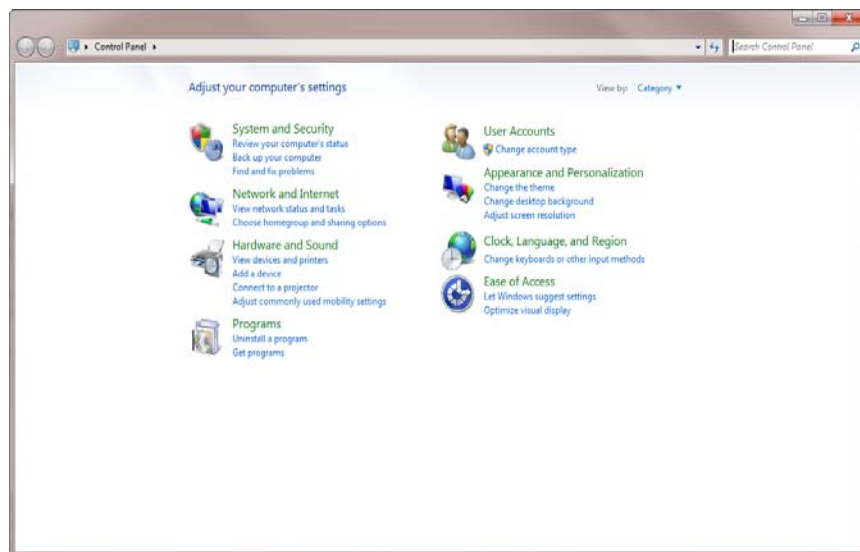 Control Panel
Search Control Panel
Adjust your computer's settings
View by: Category
System and Security
Review your computer's status
Back up your computer
Find and fix problems
Network and Internet
View network status and tasks
Choose homegroup and sharing options
Hardware and Sound
View devices and printers
Add a device
Connect to a projector
Adjust commonly used mobility settings
Programs
Uninstall a program
Get programs
User Accounts
Change account type
Appearance and Personalization
Change the theme
Change desktop background
Adjust screen resolution
Clock, Language, and Region
Change keyboards or other input methods
Ease of Access
Let Windows suggest settings
Optimize visual display